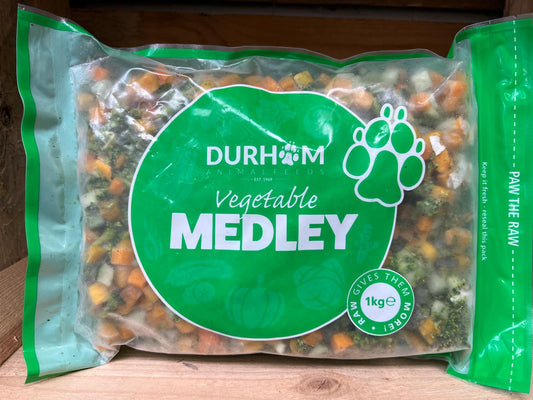 DURHAM
ANIMAL FEEDS
EST. 1969
Vegetable
MEDLEY
RAW GIVES THEM MORE!
1kg e
PAW THE RAW
Keep it fresh - reseal this pack